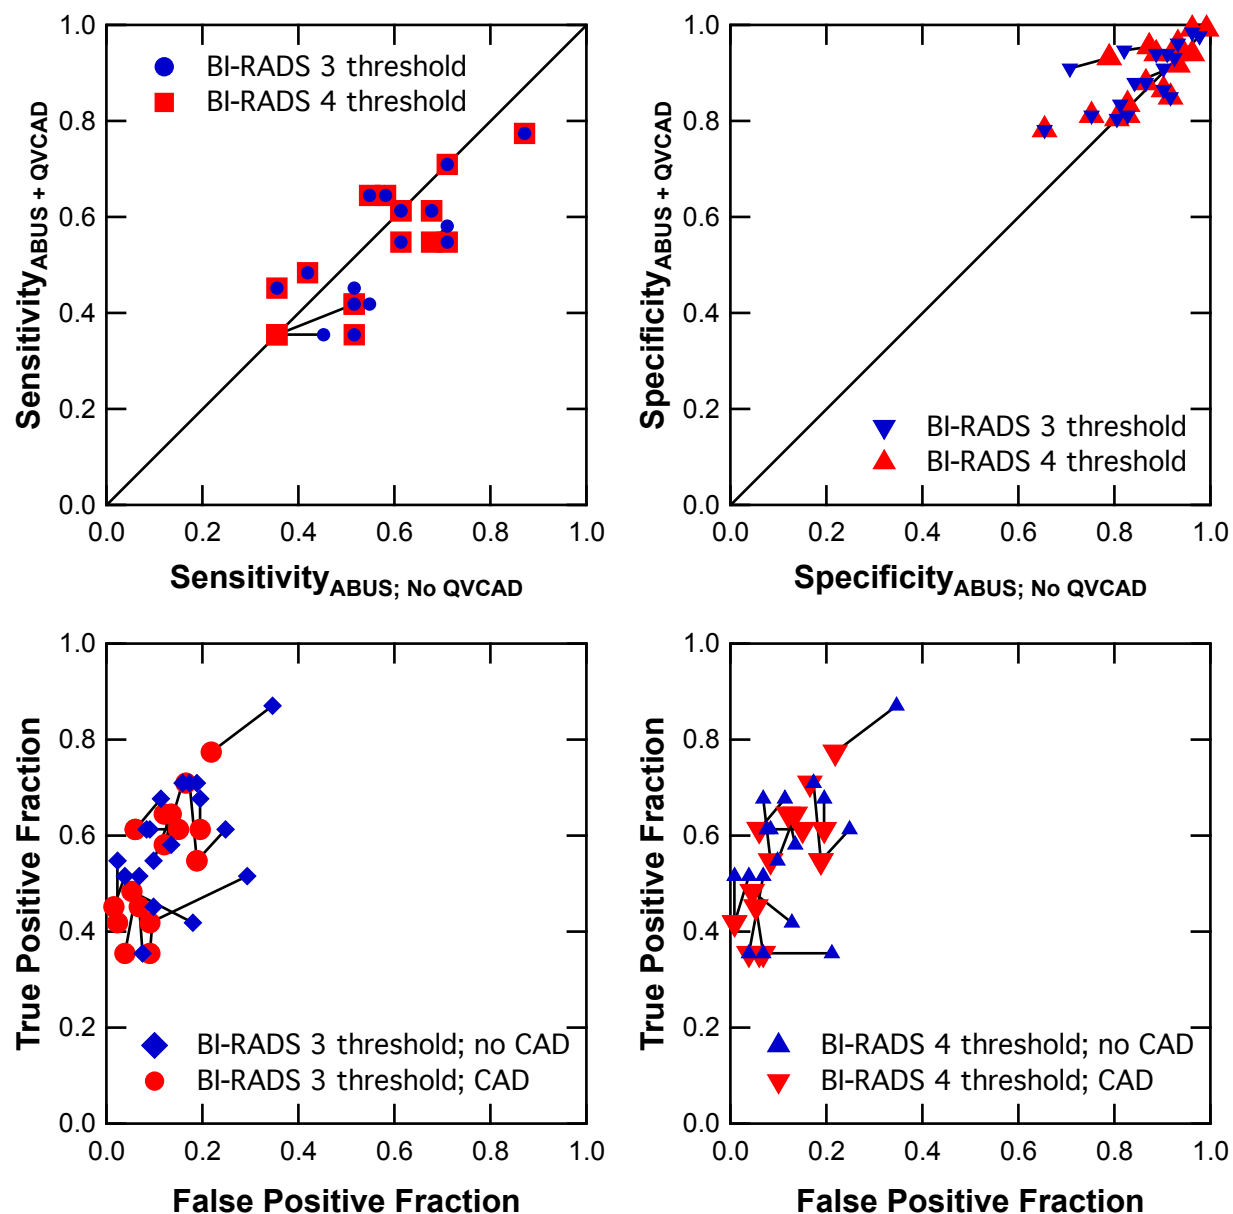 1.0
0.8
0.6
0.4
0.2
0.0
Sensitivity ABUS + QVCAD
BI-RADS 3 threshold
BI-RADS 4 threshold
0.0 0.2 0.4 0.6 0.8 1.0
Sensitivity ABUS; No QVCAD
1.0
0.8
0.6
0.4
0.2
0.0
Specificity ABUS + QVCAD
BI-RADS 3 threshold
BI-RADS 4 threshold
0.0 0.2 0.4 0.6 0.8 1.0
Specificity ABUS; No QVCAD
1.0
0.8
0.6
0.4
0.2
0.0
True Positive Fraction
BI-RADS 3 threshold; no CAD
BI-RADS 3 threshold; CAD
0.0 0.2 0.4 0.6 0.8 1.0
False Positive Fraction
1.0
0.8
0.6
0.4
0.2
0.0
True Positive Fraction
BI-RADS 4 threshold; no CAD
BI-RADS 4 threshold; CAD
0.0 0.2 0.4 0.6 0.8 1.0
False Positive Fraction